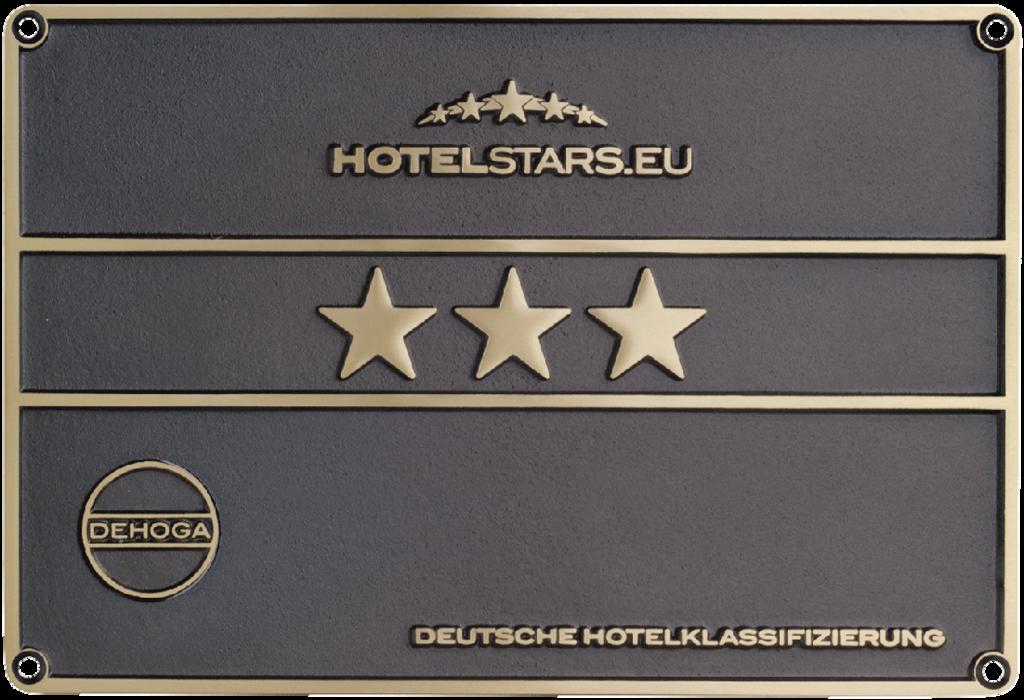 HOTELSTARS.EU
DEHOGA
DEUTSCHE HOTELKLASSIFIZIERUNG